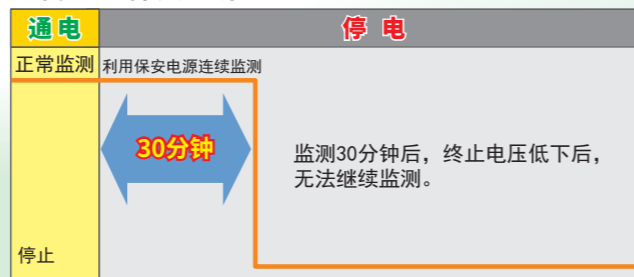 通电
停电
正常监测
利用保安电源连续监测
30分钟
监测30分钟后，终止电压低下后，
无法继续监测。
停止